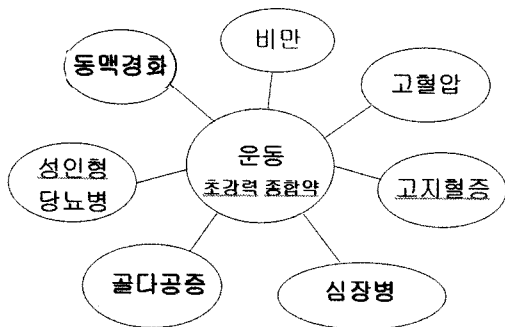 비만
동맥경화
고혈압
운동
초강력 종합약
성인형
당뇨병
고지혈증
골다공증
심장병